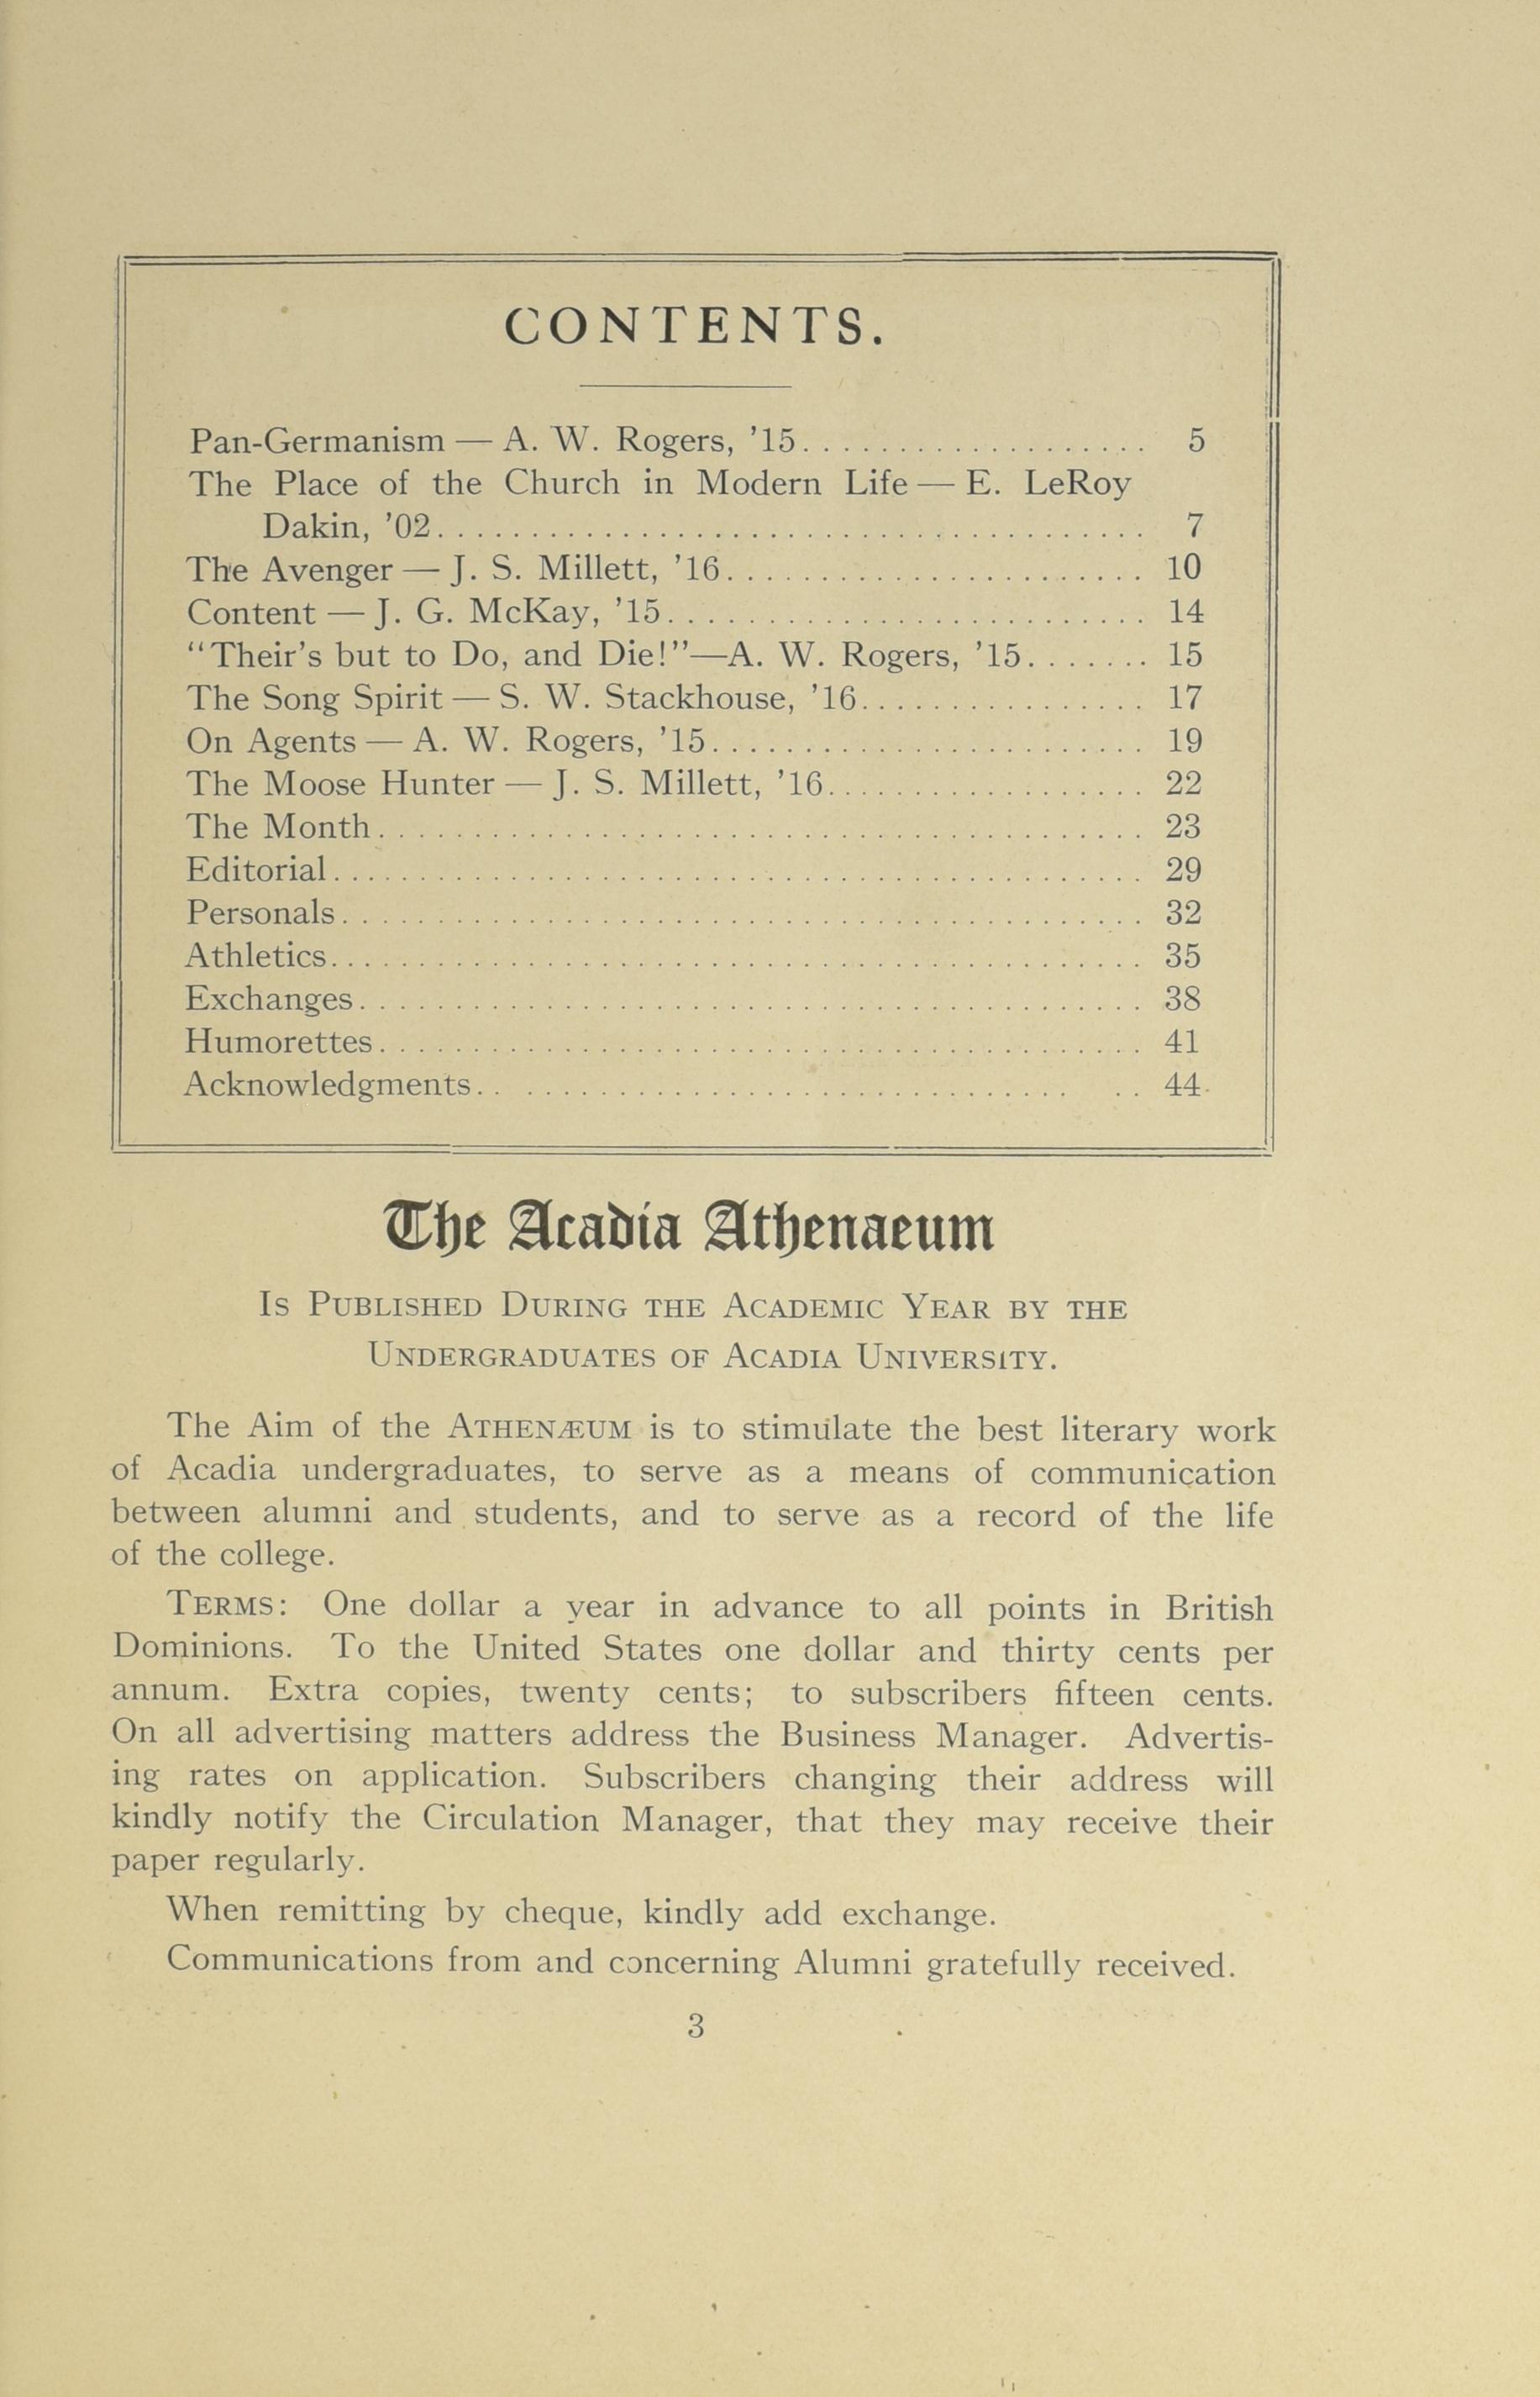 CONTENTS.
Pan-Germanism — A. W. Rogers, ’15................... 5
The Place of the Church in Modern Life — E. LeRoy
Dakin, ’02....................................... 7
The Avenger — J. S. Millett, ’16....................... 10
Content — J. G. McKay, ’15.......................... 14
“Their’s but to Do, and Die!”—A. W. Rogers, ’15....... 15
The Song Spirit — S. W. Stackhouse, ’16................ 17
On Agents — A. W. Rogers, ’15........................ 19
The Moose Hunter — J. S. Millett, ’16.................. 22
The Month.......................................... 23
Editorial............................................. 29
Personals............................................ 32
Athletics............................................. 35
Exchanges........................................... 38
Humorettes.......................................... 41
Acknowledgments.. .............................. .. 44
The Acadia Athenaeum
IS PUBLISHED DURING THE ACADEMIC YEAR BY THE
UNDERGRADUATES OF ACADIA UNIVERSITY.
The Aim of the ATHENÆUM is to stimulate the best literary work
of Acadia undergraduates, to serve as a means of communication
between alumni and students, and to serve as a record of the life
of the college.
TERMS: One dollar a year in advance to all points in British
Dominions. To the United States one dollar and thirty cents per
annum. Extra copies, twenty cents; to subscribers fifteen cents.
On all advertising matters address the Business Manager. Advertis-
ing rates on application. Subscribers changing their address will
kindly notify the Circulation Manager, that they may receive their
paper regularly.
When remitting by cheque, kindly add exchange.
Communications from and concerning Alumni gratefully received.
3